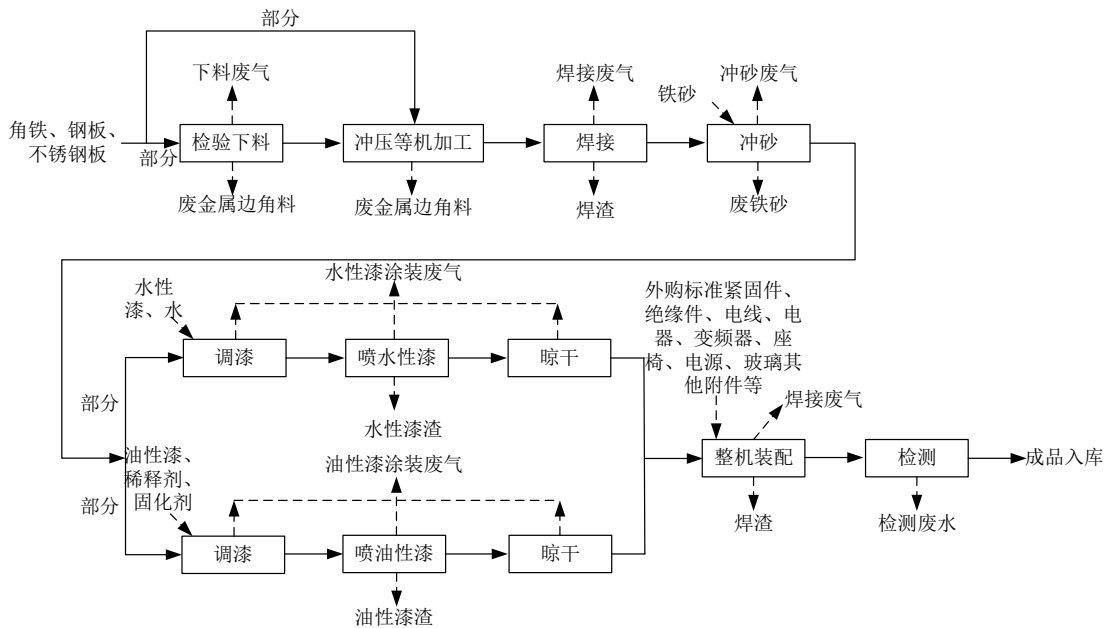 部分
下料废气
焊接废气
冲砂废气
铁砂
角铁、钢板、
不锈钢板
部分
检验下料
冲压等机加工
焊接
冲砂
废金属边角料
废金属边角料
焊渣
废铁砂
水性漆涂装废气
水性
漆、水
调漆
喷水性漆
晾干
水性漆渣
部分
外购标准紧固件、
绝缘件、电线、电
器、变频器、座
椅、电源、玻璃其
他附件等
焊接废气
整机装配
检测
成品入库
焊渣
检测废水
油性漆涂装废气
油性漆、
稀释剂、
固化剂
部分
调漆
喷油性漆
晾干
油性漆渣